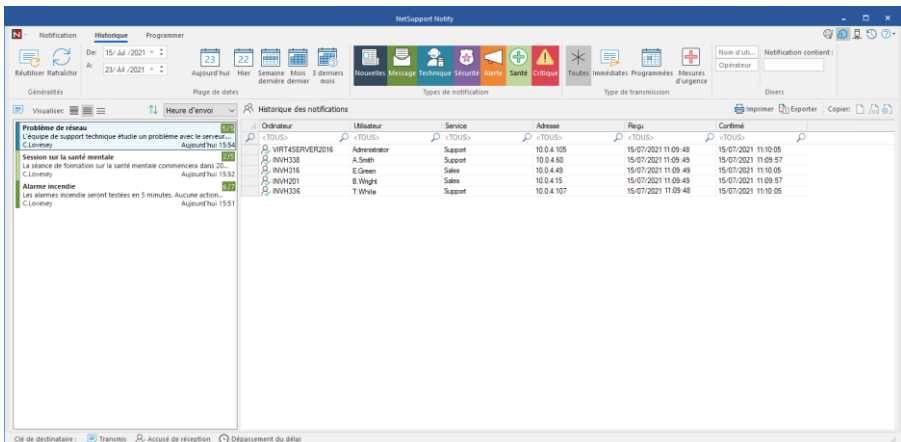 NetSupport Notify
N Notification Historique Programmer
Réutiliser Rafraîchir
Généralités
De: 15/ Jul /2021
A: 23/ Jul /2021
23 Aujourd'hui
22 Hier
Semaine dernière
Mois dernier
3 derniers mois
Plage de dates
Nouvelles Message Technique Sécurité Alerte Santé Critique
Types de notification
Toutes Immédiates Programmées Mesures d'urgence
Type de transmission
Nom d'uti...
Opérateur
Notification contient :
Divers
Visualiser: Heure d'envoi
Historique des notifications
Imprimer Exporter Copier:
Problème de réseau 5/5
L'équipe de support technique étudie un problème avec le serveur...
C.Lovesey Aujourd'hui 15:54
Session sur la santé mentale 2/5
La séance de formation sur la santé mentale commencera dans 20...
C.Lovesey Aujourd'hui 15:52
Alarme incendie 6/7
Les alarmes incendie seront testées en 5 minutes. Aucune action...
C.Lovesey Aujourd'hui 15:51
Ordinateur Utilisateur Service Adresse Reçu Confirmé
<TOUS> <TOUS> <TOUS> <TOUS> <TOUS> <TOUS>
VIRT4SERVER2016 Administrator Support 10.0.4.105 15/07/2021 11:09:48 15/07/2021 11:10:05
INVH338 A.Smith Support 10.0.4.60 15/07/2021 11:09:49 15/07/2021 11:09:57
INVH316 E.Green Sales 10.0.4.49 15/07/2021 11:09:49 15/07/2021 11:10:05
INVH201 B.Wright Sales 10.0.4.15 15/07/2021 11:09:49 15/07/2021 11:09:57
INVH336 T.White Support 10.0.4.107 15/07/2021 11:09:48 15/07/2021 11:10:05
Clé de destinataire : Transmis Accusé de réception Dépassement du délai